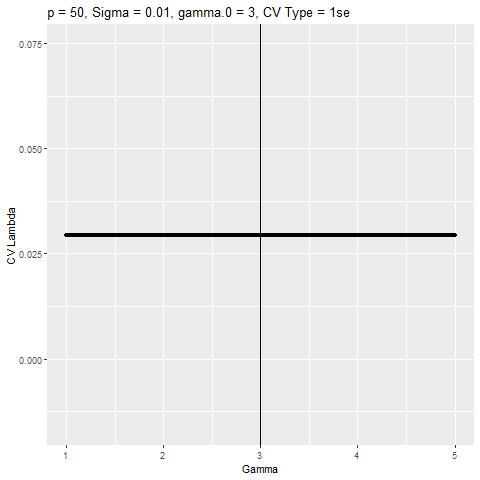 p = 50, Sigma = 0.01, gamma.0 = 3, CV Type = 1se
0.075
0.050
0.025
0.000
CV Lambda
1 2 3 4 5
Gamma